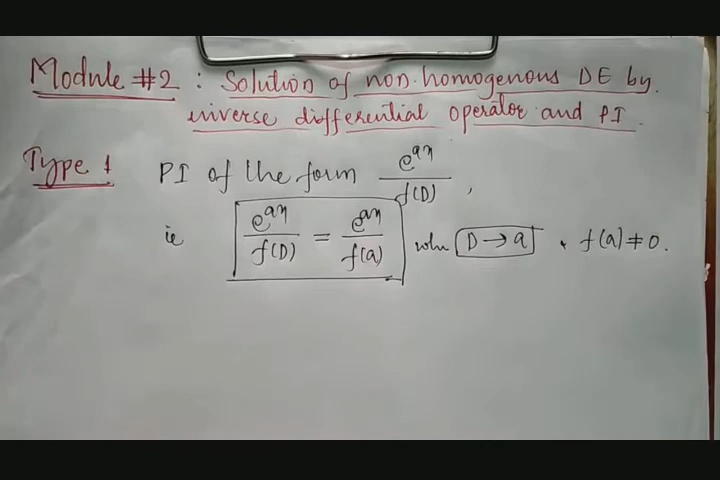 Module #2 : Solution of non-homogenous DE by
inverse differential operator and PI
Type 1 PI of the form e^{ax}/f(D) ,
ie e^{ax}/f(D) = e^{ax}/f(a) when D → a , f(a) ≠ 0.